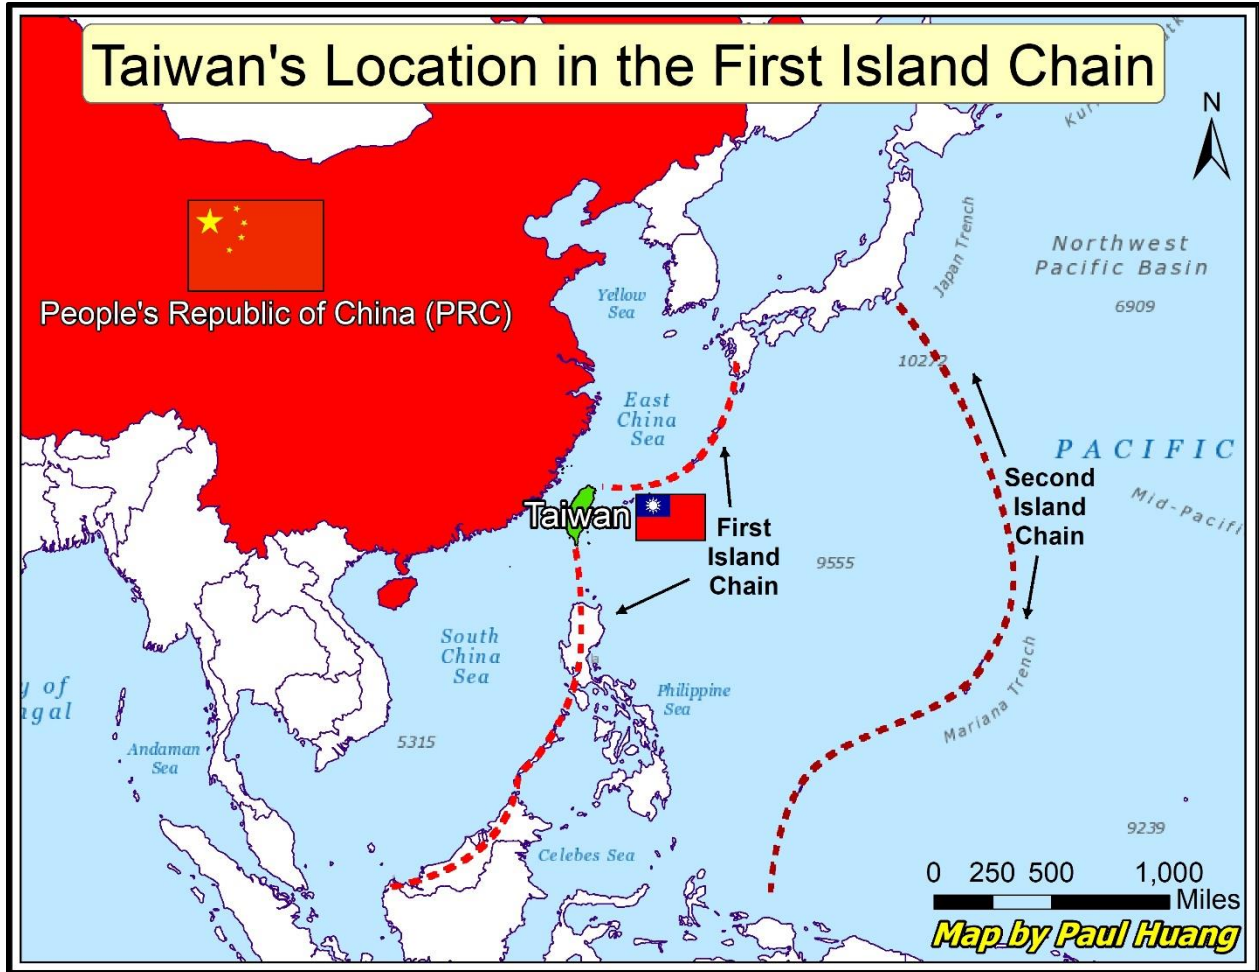 Taiwan's Location in the First Island Chain
N
People's Republic of China (PRC)
Yellow
Sea
Japan Trench
Northwest
Pacific Basin
6909
10272
East
China
Sea
PACIFIC
Mid-Pacifi
Second
Island
Chain
Taiwan
First
Island
Chain
9555
South
China
Sea
Philippine
Sea
Mariana Trench
y of
ngal
Andaman
Sea
5315
Celebes Sea
9239
0 250 500 1,000
Miles
Map by Paul Huang